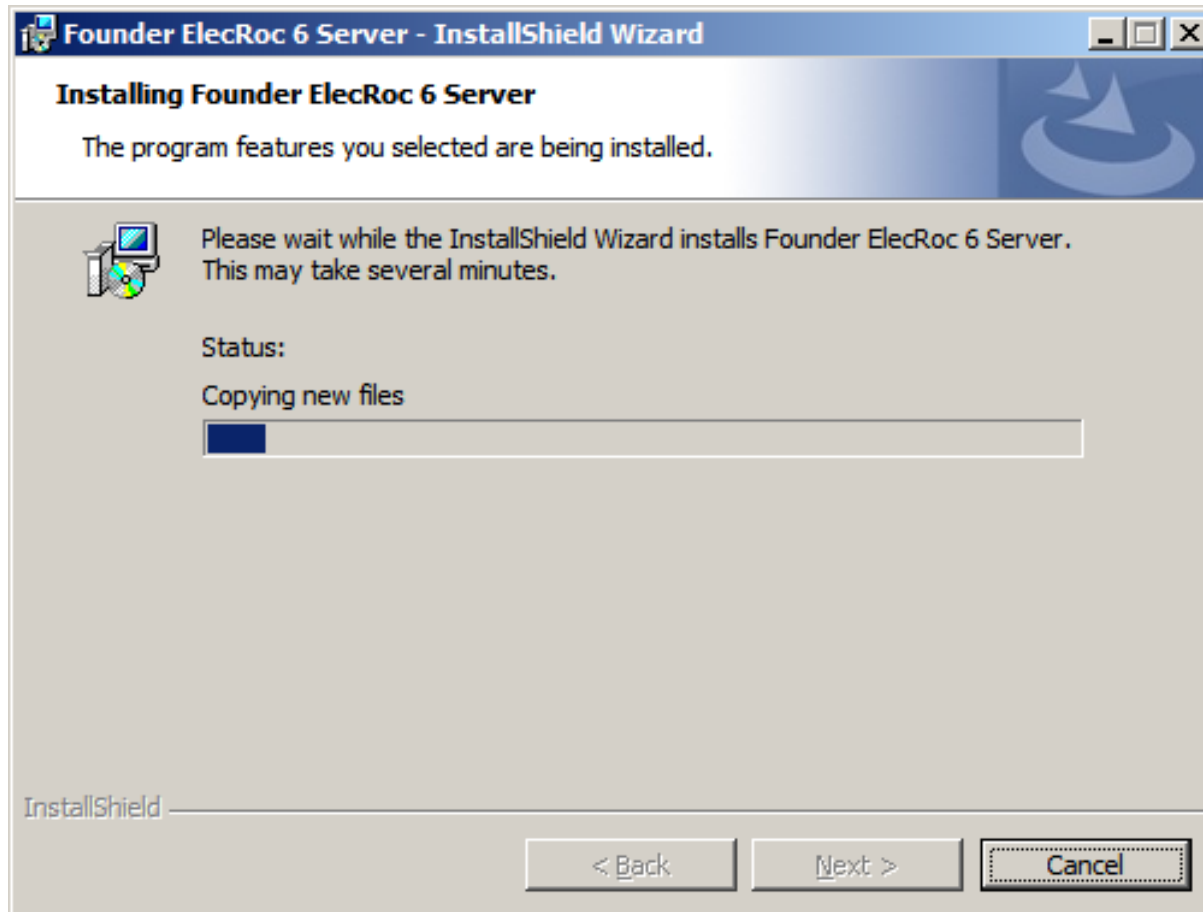 Founder ElecRoc 6 Server - InstallShield Wizard
Installing Founder ElecRoc 6 Server
The program features you selected are being installed.
Please wait while the InstallShield Wizard installs Founder ElecRoc 6 Server.
This may take several minutes.
Status:
Copying new files
InstallShield
< Back
Next >
Cancel